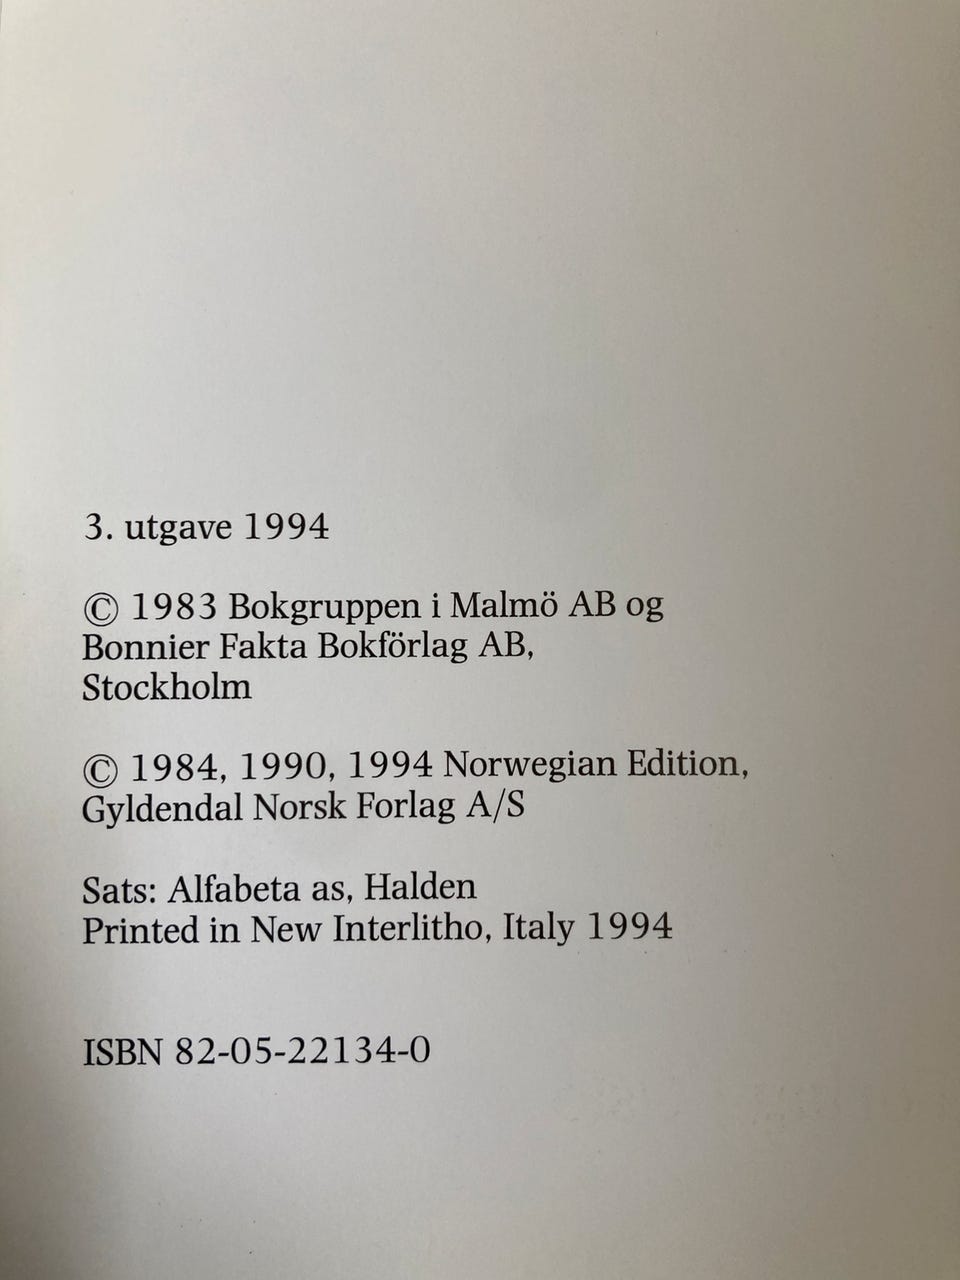 3. utgave 1994
© 1983 Bokgruppen i Malmö AB og
Bonnier Fakta Bokförlag AB,
Stockholm
© 1984, 1990, 1994 Norwegian Edition,
Gyldendal Norsk Forlag A/S
Sats: Alfabeta as, Halden
Printed in New Interlitho, Italy 1994
ISBN 82-05-22134-0